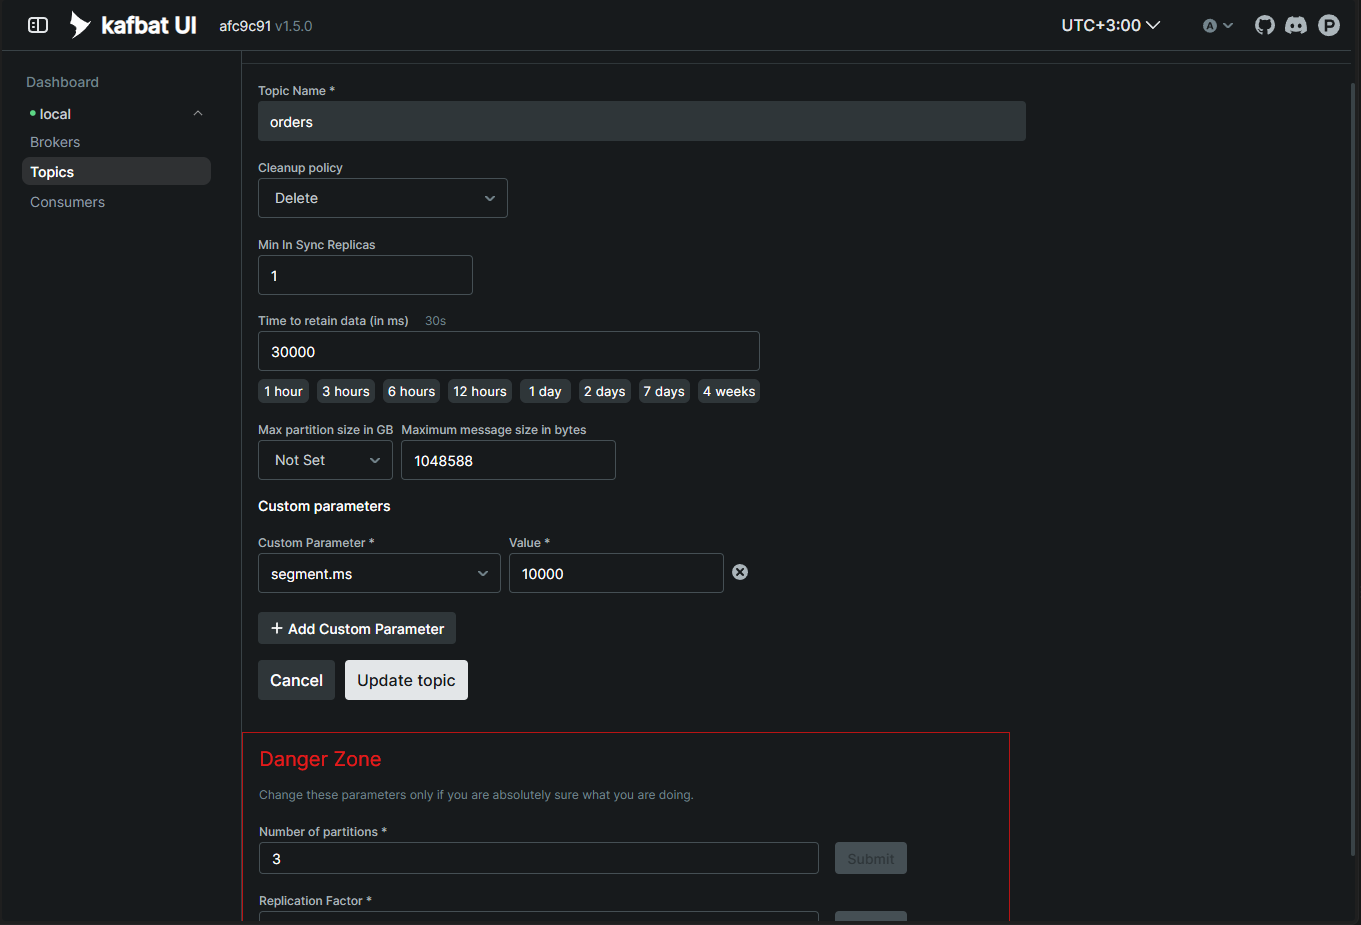 kafbat UI afc9c91 v1.5.0 UTC+3:00 A P
Dashboard
local
Brokers
Topics
Consumers
Topic Name *
orders
Cleanup policy
Delete
Min In Sync Replicas
1
Time to retain data (in ms) 30s
30000
1 hour 3 hours 6 hours 12 hours 1 day 2 days 7 days 4 weeks
Max partition size in GB Maximum message size in bytes
Not Set 1048588
Custom parameters
Custom Parameter * Value *
segment.ms 10000
+ Add Custom Parameter
Cancel Update topic
Danger Zone
Change these parameters only if you are absolutely sure what you are doing.
Number of partitions *
3 Submit
Replication Factor *